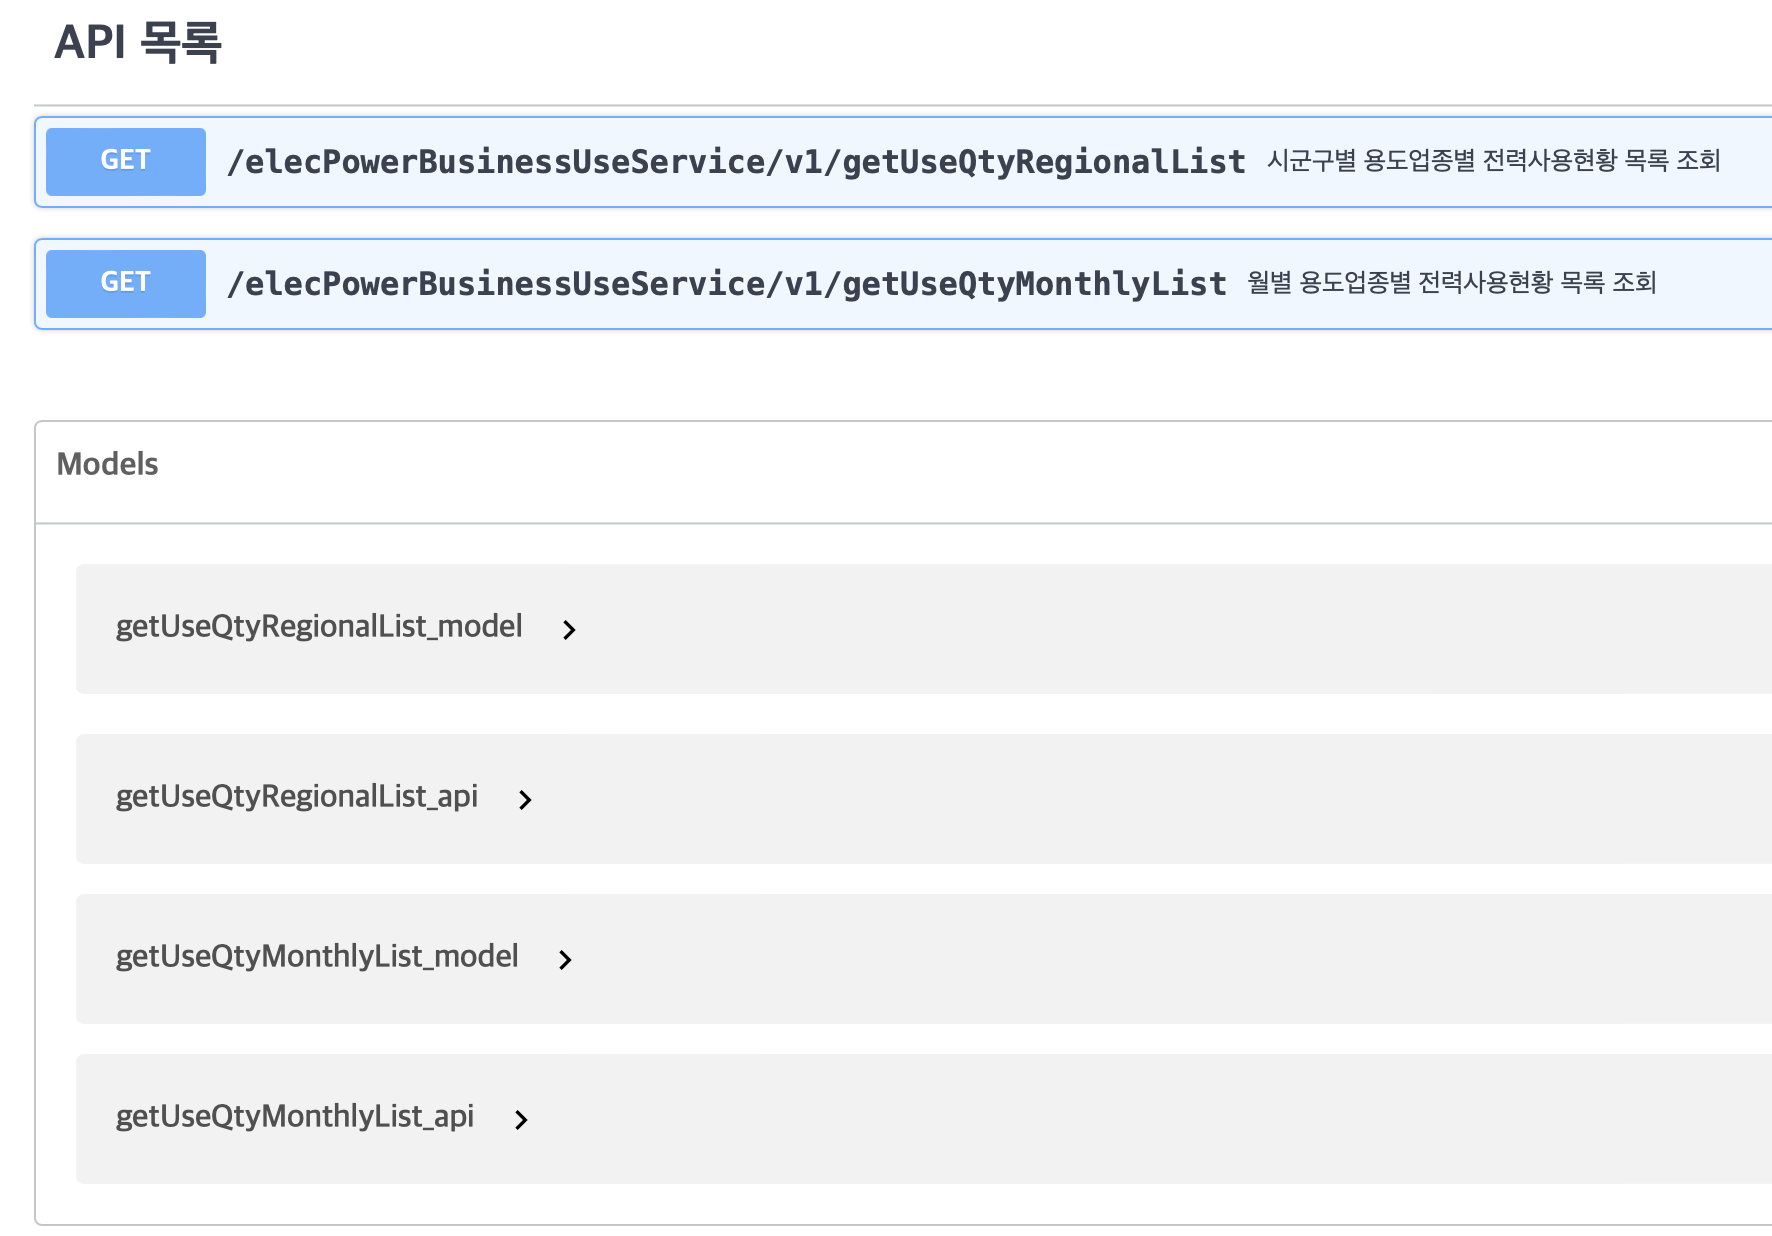 API 목록
GET /elecPowerBusinessUseService/v1/getUseQtyRegionalList 시군구별 용도업종별 전력사용현황 목록 조회
GET /elecPowerBusinessUseService/v1/getUseQtyMonthlyList 월별 용도업종별 전력사용현황 목록 조회
Models
getUseQtyRegionalList_model
getUseQtyRegionalList_api
getUseQtyMonthlyList_model
getUseQtyMonthlyList_api